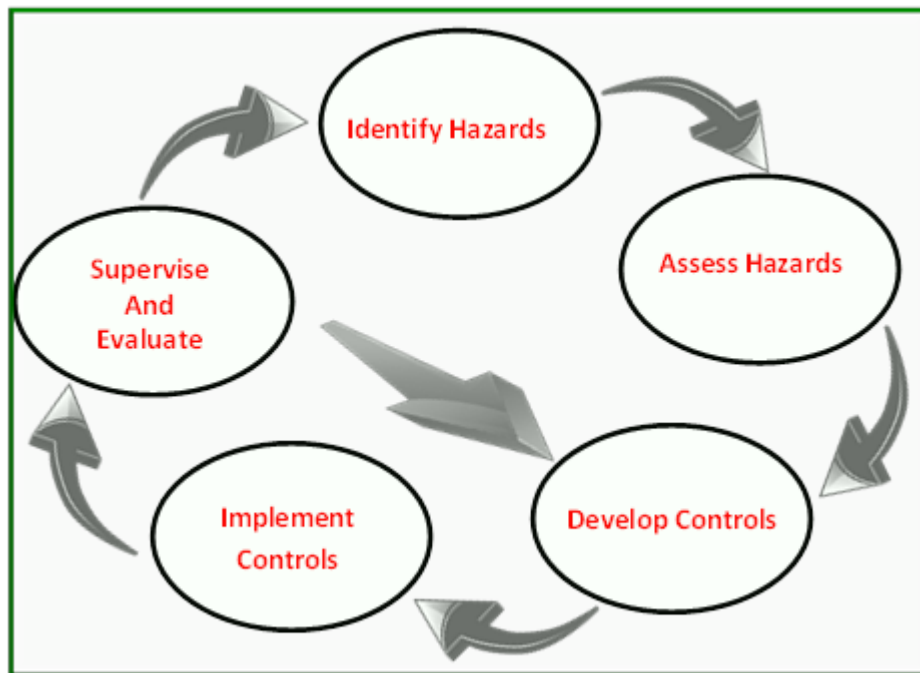 Identify Hazards
Assess Hazards
Develop Controls
Implement
Controls
Supervise
And
Evaluate